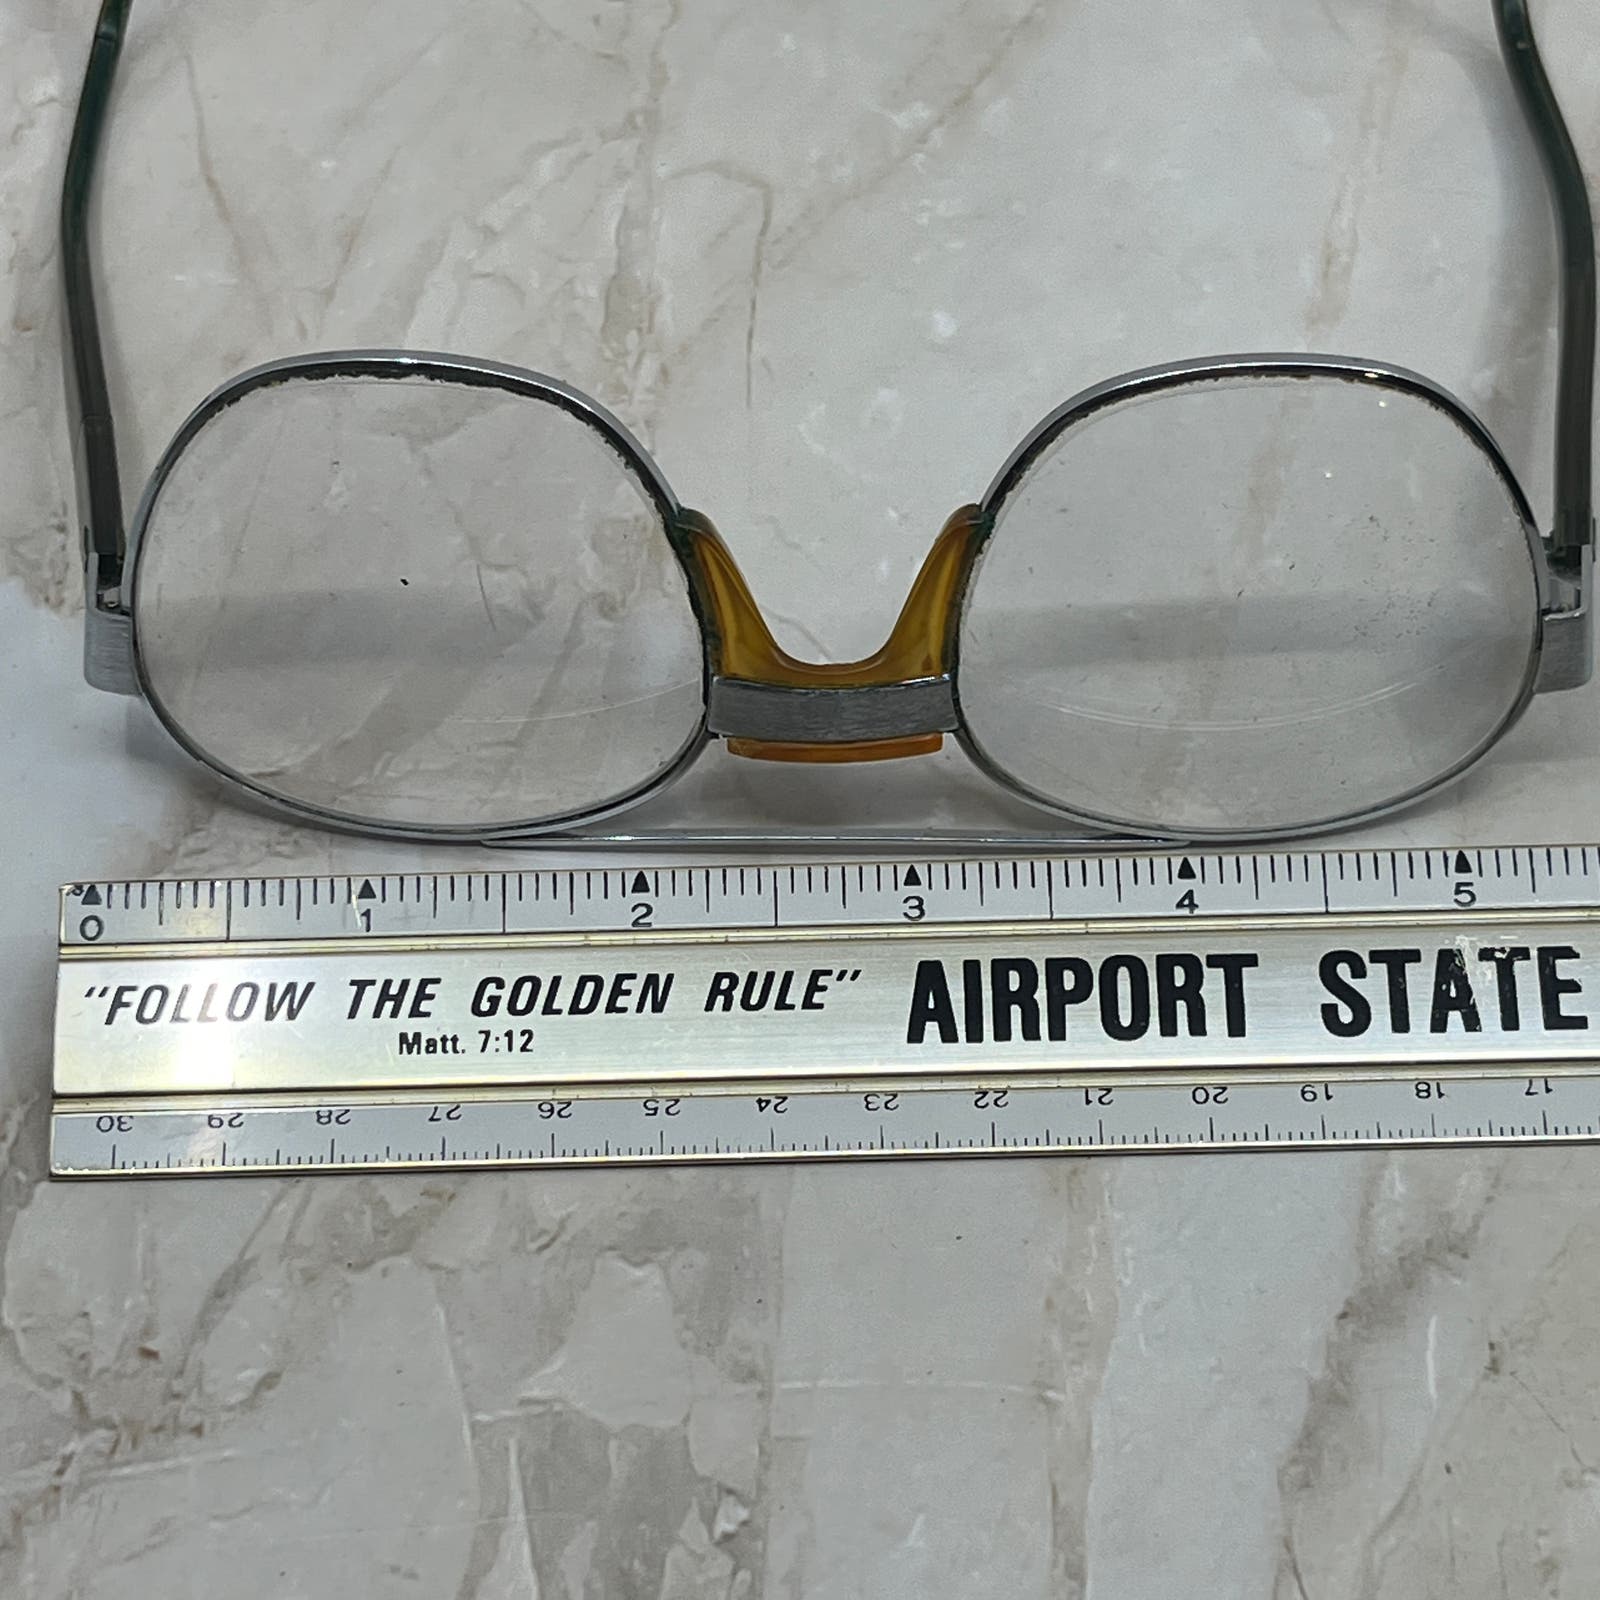 0 1 2 3 4 5
"FOLLOW THE GOLDEN RULE" AIRPORT STATE
Matt. 7:12
30 29 28 27 26 25 24 23 22 21 20 19 18 17